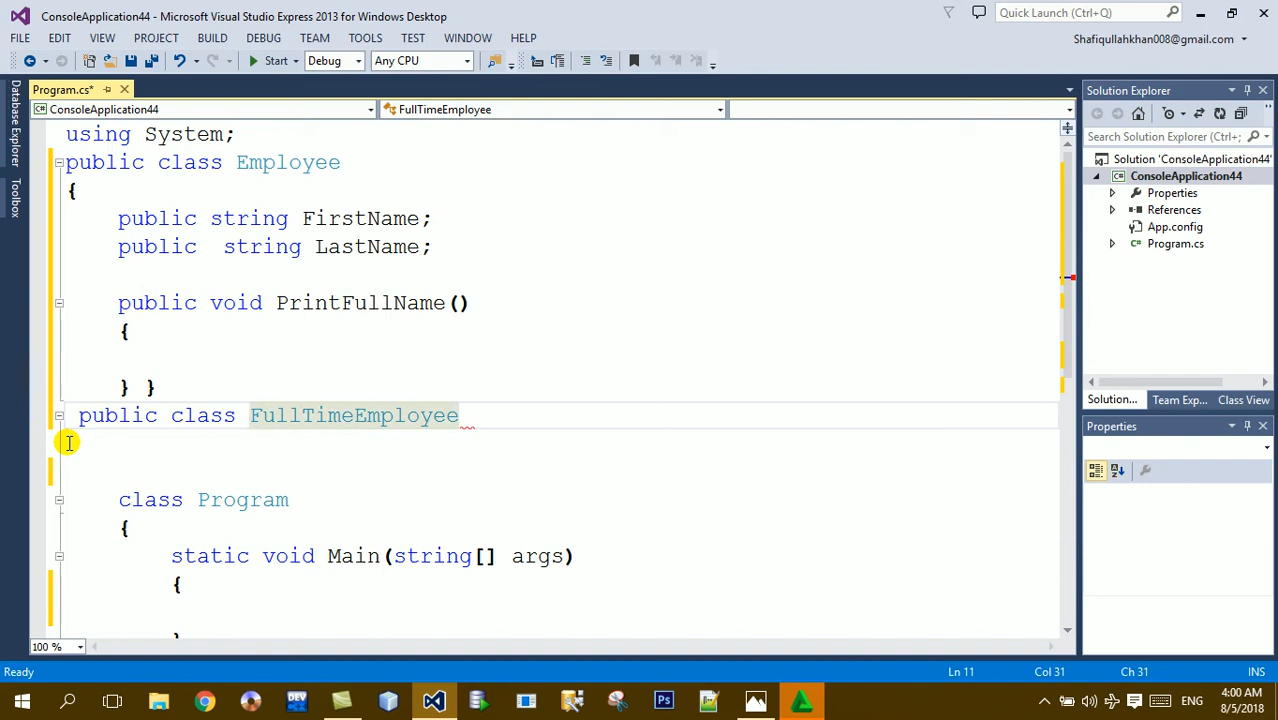 ConsoleApplication44 - Microsoft Visual Studio Express 2013 for Windows Desktop
Quick Launch (Ctrl+Q)
FILE EDIT VIEW PROJECT BUILD DEBUG TEAM TOOLS TEST WINDOW HELP
Shafiqullahkhan008@gmail.com
Start Debug Any CPU
Database Explorer
Toolbox
Program.cs*
ConsoleApplication44 FullTimeEmployee
using System;
public class Employee
{
public string FirstName;
public  string LastName;
public void PrintFullName()
{
} }
public class FullTimeEmployee
class Program
{
static void Main(string[] args)
{
}
100 %
Solution Explorer
Search Solution Explorer (Ctrl+;
Solution 'ConsoleApplication44'
ConsoleApplication44
Properties
References
App.config
Program.cs
Solution... Team Exp... Class View
Properties
Ready Ln 11 Col 31 Ch 31 INS
DEV
Ps
ENG
4:00 AM
8/5/2018